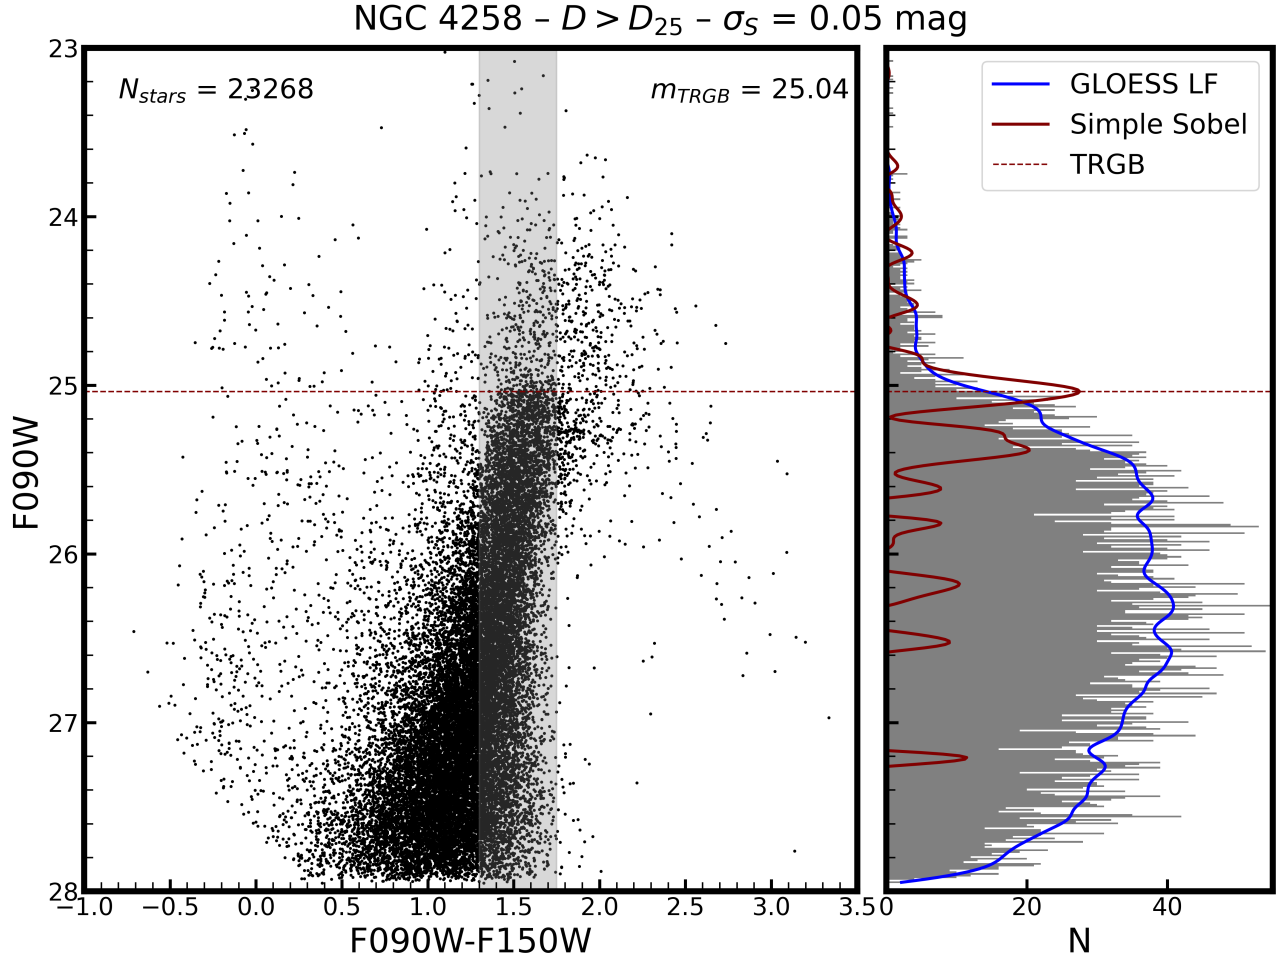 NGC 4258 – D > D25 – σS = 0.05 mag
Nstars = 23268
mTRGB = 25.04
GLOESS LF
Simple Sobel
TRGB
23
24
25
26
27
28
F090W
−1.0 −0.5 0.0 0.5 1.0 1.5 2.0 2.5 3.0 3.5
0 20 40
F090W-F150W
N